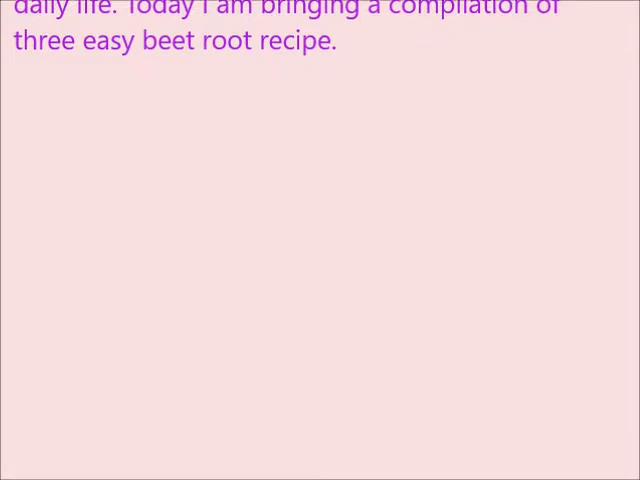 daily life. Today I am bringing a compilation of
three easy beet root recipe.